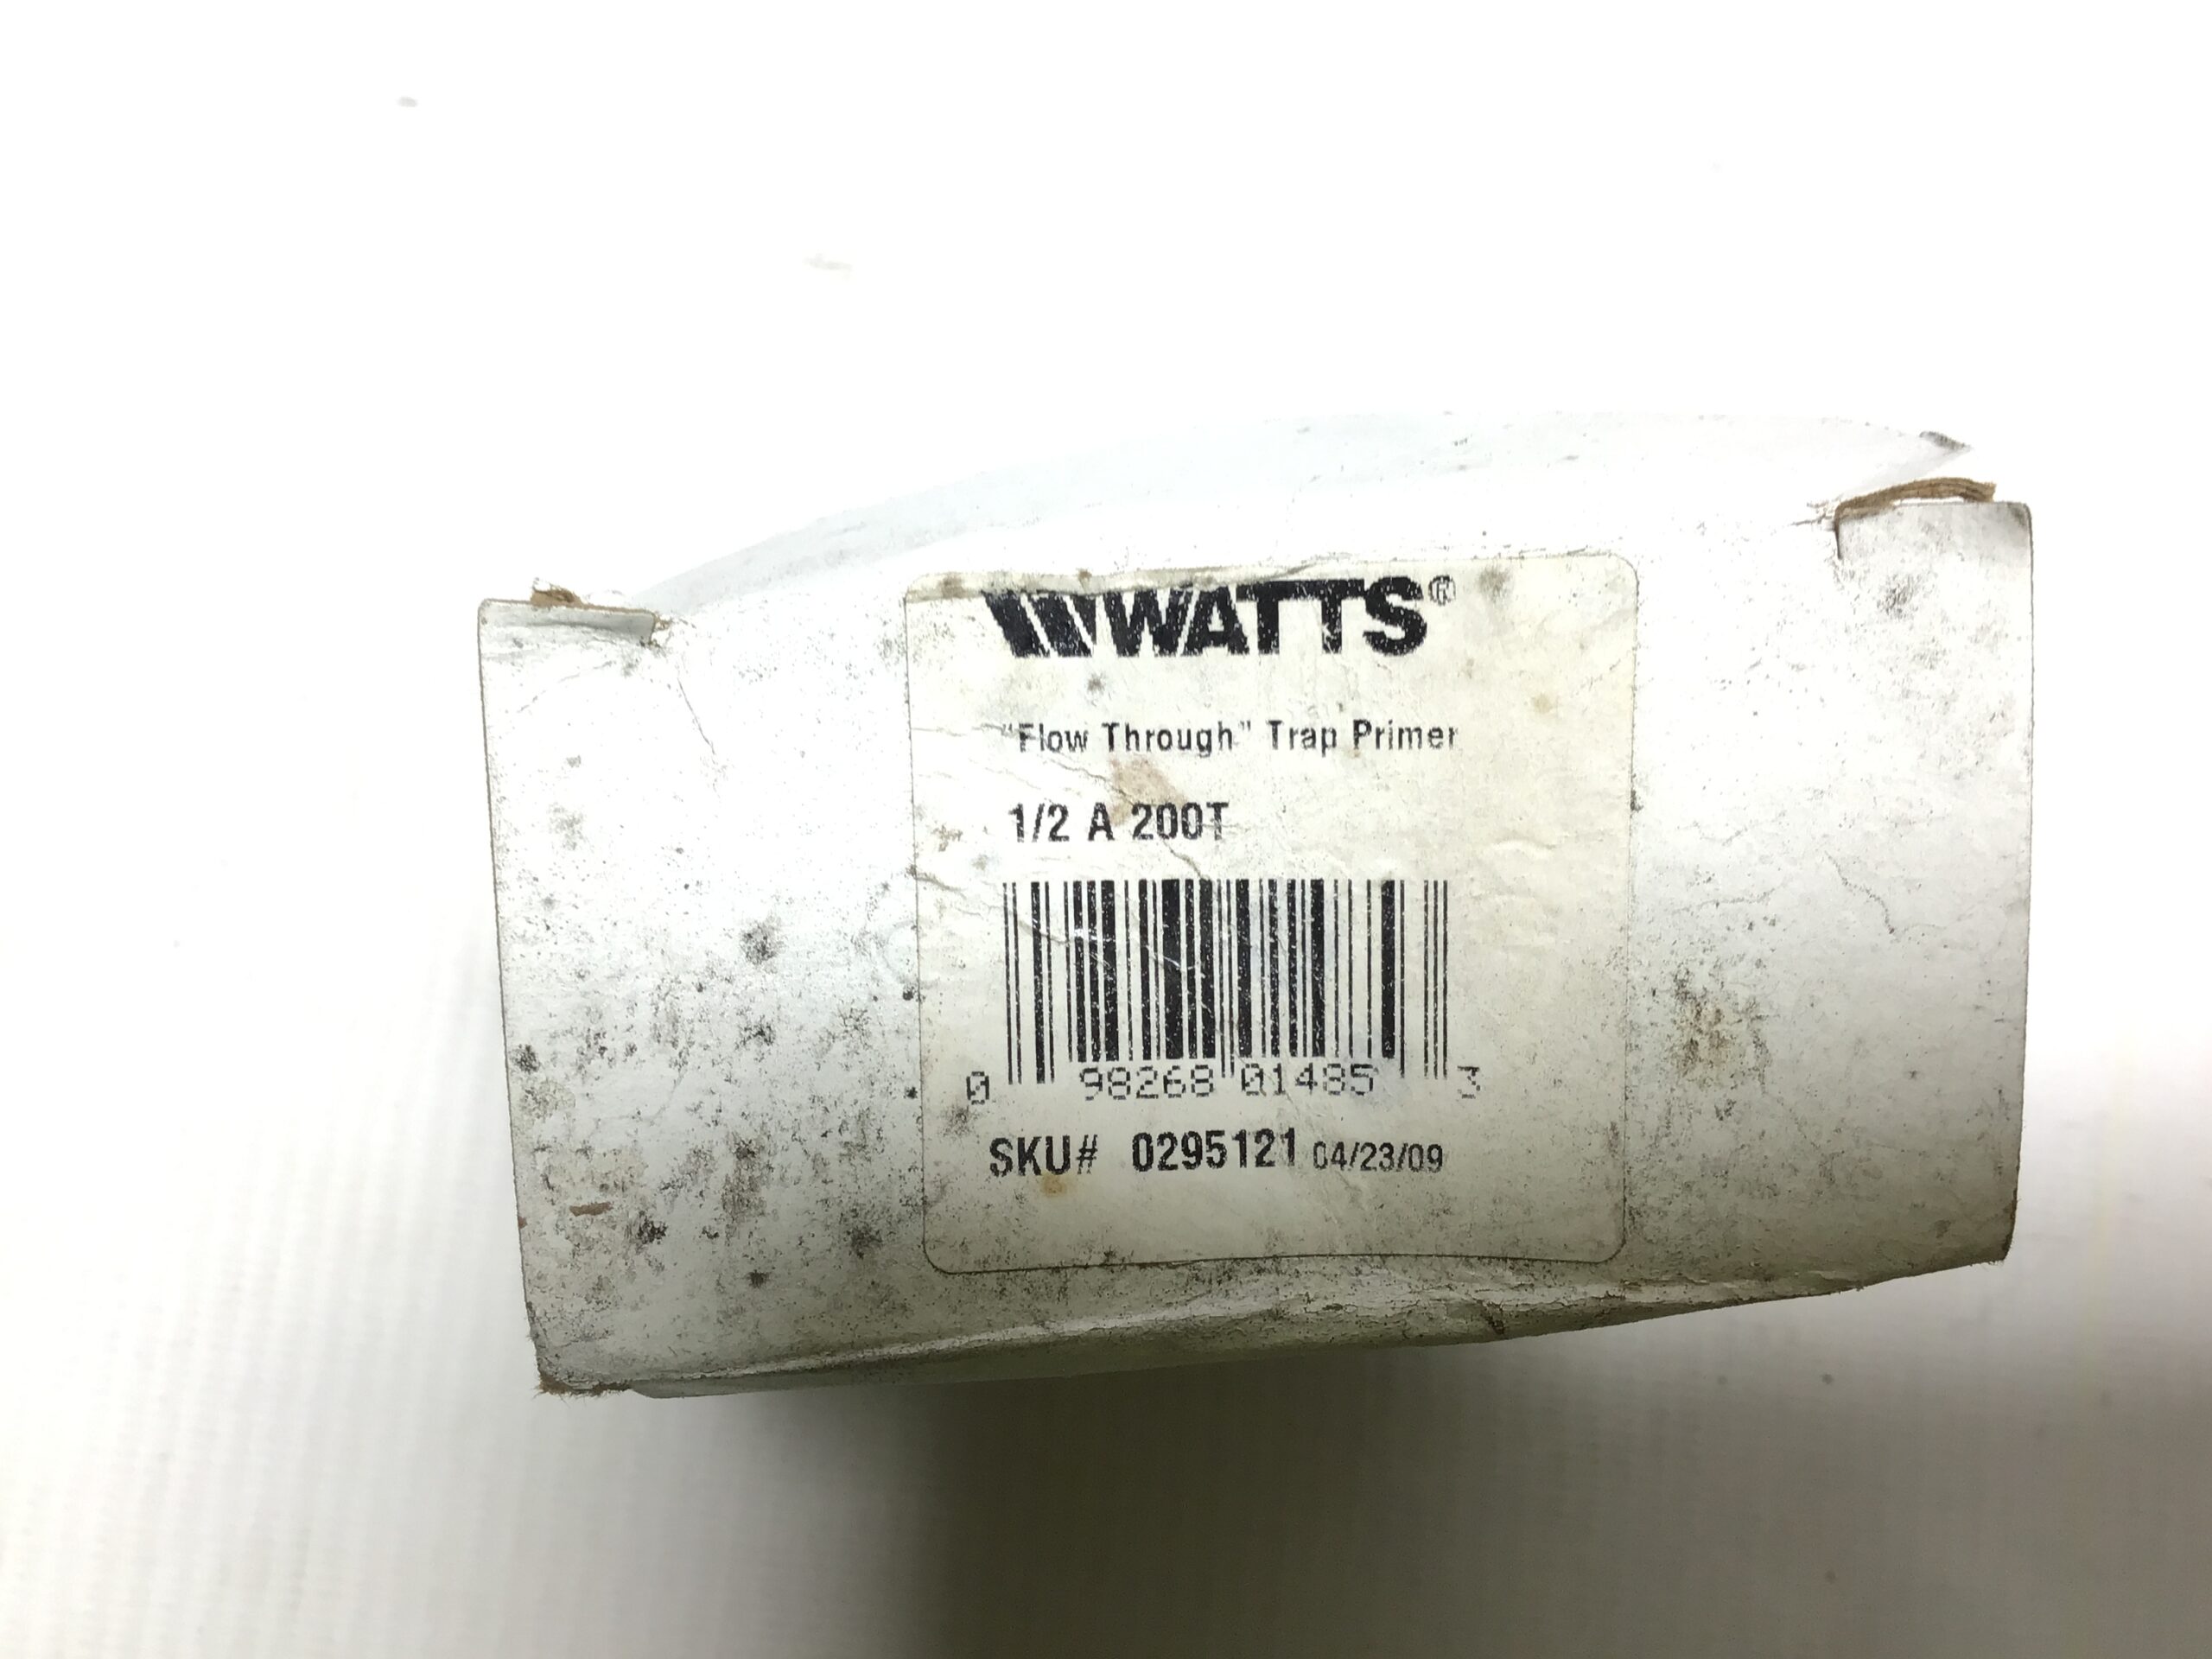 WATTS®
"Flow Through" Trap Primer
1/2 A 200T
0 98268 01485 3
SKU# 0295121 04/23/09